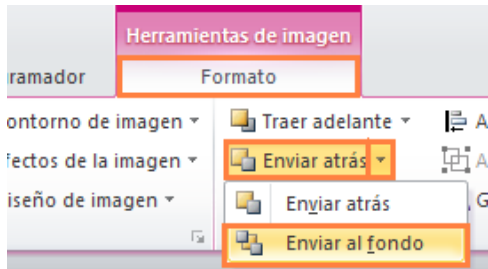 Herramientas de imagen
ramador
Formato
ontorno de imagen
Traer adelante
A
fectos de la imagen
Enviar atrás
A
iseño de imagen
Enviar atrás
G
Enviar al fondo